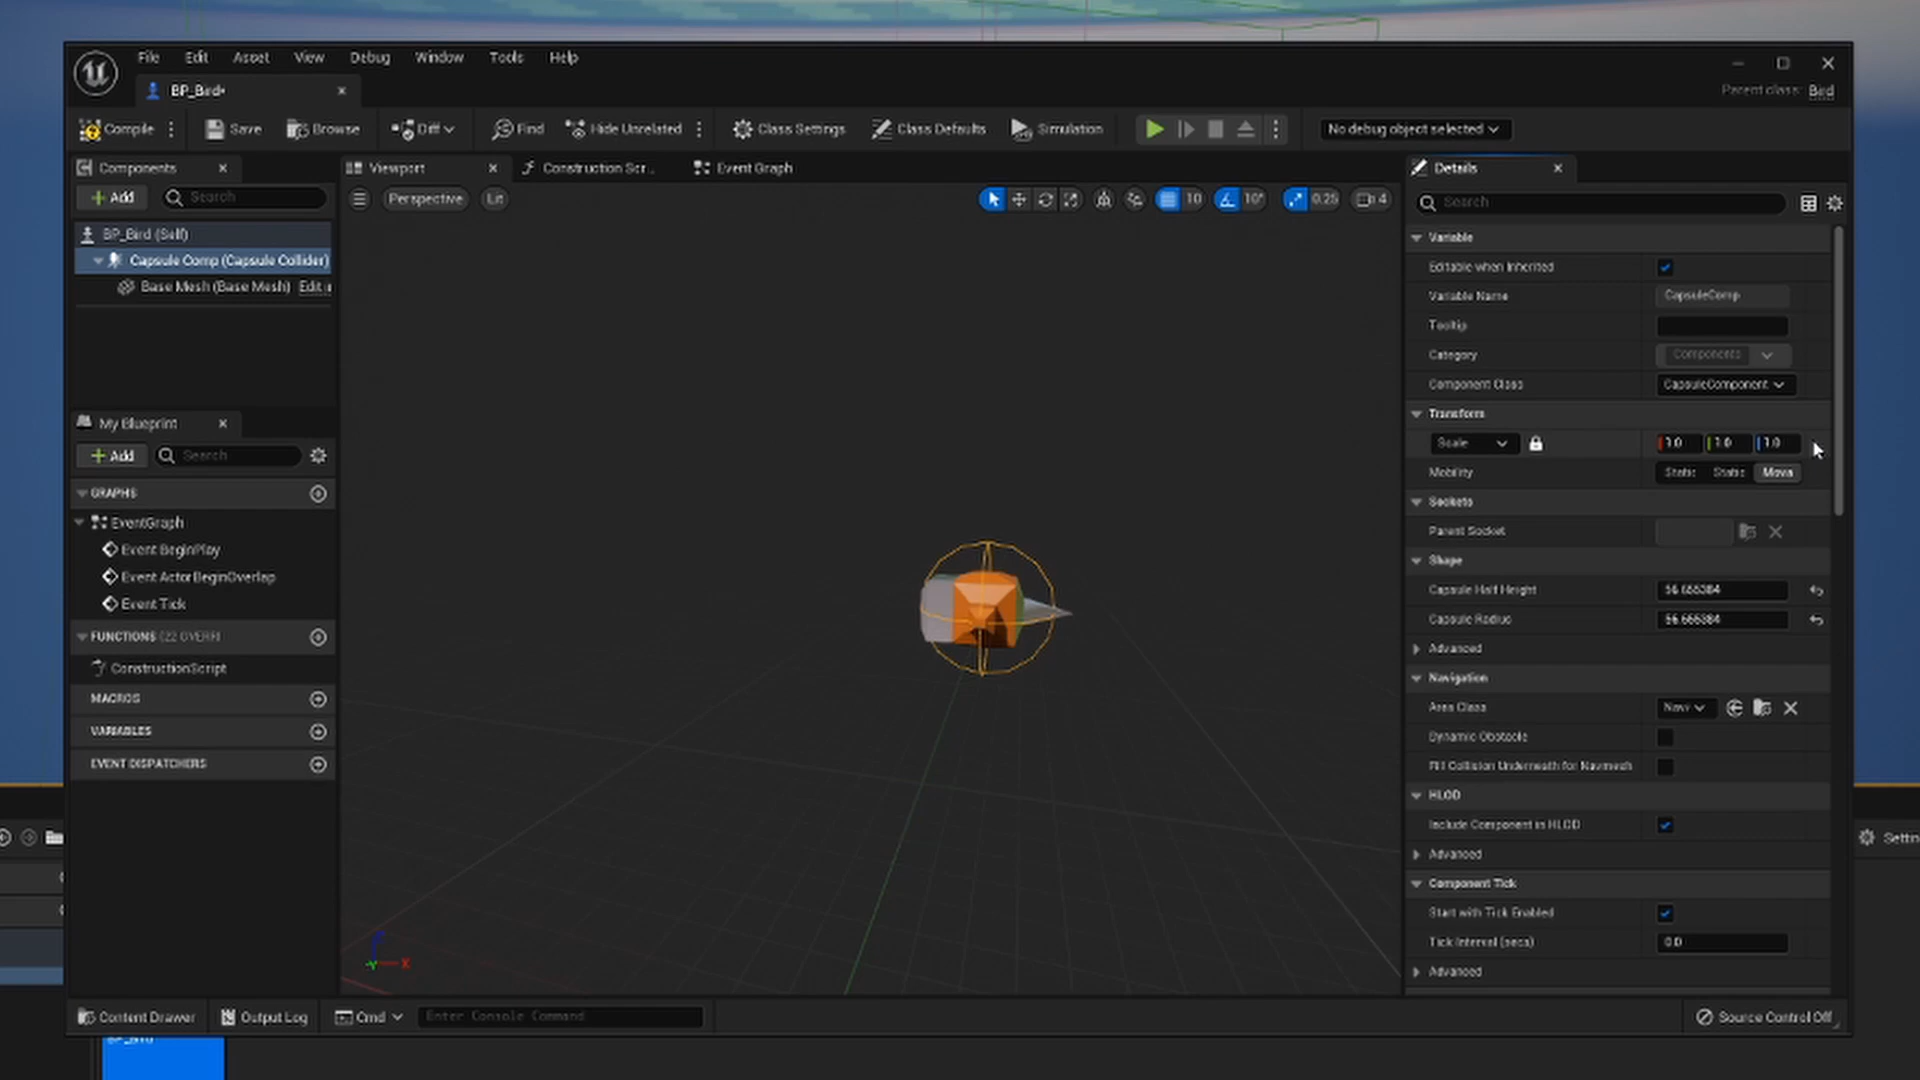 File Edit Asset View Debug Window Tools Help
BP_Bird•
Parent class: Bird
Compile Save Browse Diff Find Hide Unrelated Class Settings Class Defaults Simulation No debug object selected
Components Viewport Construction Scr... Event Graph Details
Add Search Perspective Lit 10 10° 0.25 4 Search
BP_Bird (Self)
Capsule Comp (Capsule Collider)
Base Mesh (Base Mesh) Edit
My Blueprint
Add Search
GRAPHS
EventGraph
Event BeginPlay
Event ActorBeginOverlap
Event Tick
FUNCTIONS (22 OVERRI
ConstructionScript
MACROS
VARIABLES
EVENT DISPATCHERS
X
Variable
Editable when Inherited
Variable Name CapsuleComp
Tooltip
Category Components
Component Class CapsuleComponent
Transform
Scale 1.0 1.0 1.0
Mobility Static Static Mova
Sockets
Parent Socket
Shape
Capsule Half Height 56.655384
Capsule Radius 56.655384
Advanced
Navigation
Area Class Navi
Dynamic Obstacle
Fill Collision Underneath for Navmesh
HLOD
Include Component in HLOD
Advanced
Component Tick
Start with Tick Enabled
Tick Interval (secs) 0.0
Advanced
Settin
Content Drawer Output Log Cmd Enter Console Command Source Control Off
BP_Bird